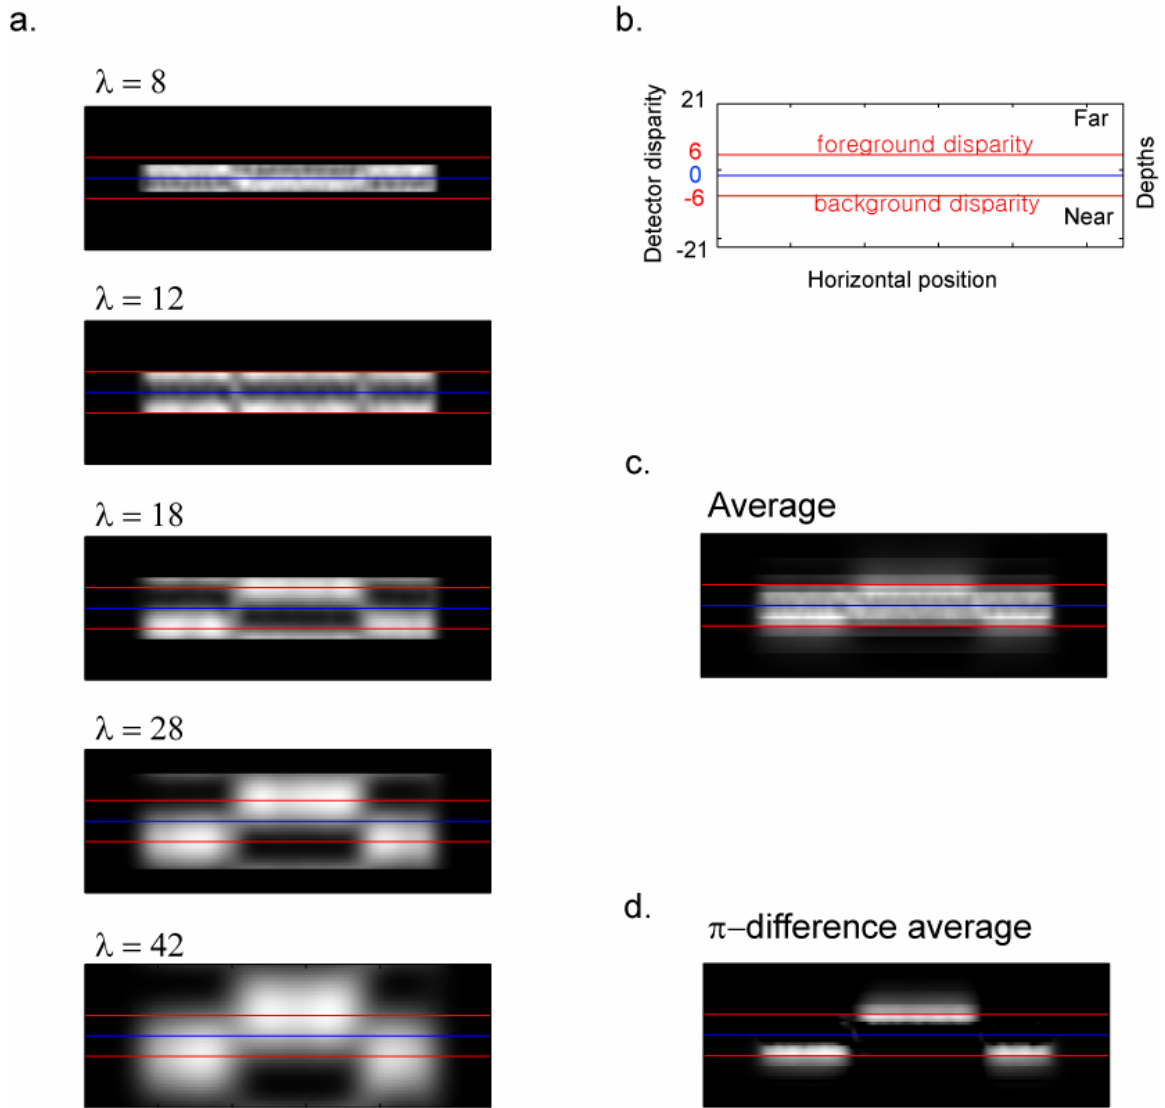 a.
λ = 8
λ = 12
λ = 18
λ = 28
λ = 42
b.
Detector disparity
21
6
0
-6
-21
Far
foreground disparity
background disparity
Near
Depths
Horizontal position
c.
Average
d.
π–difference average